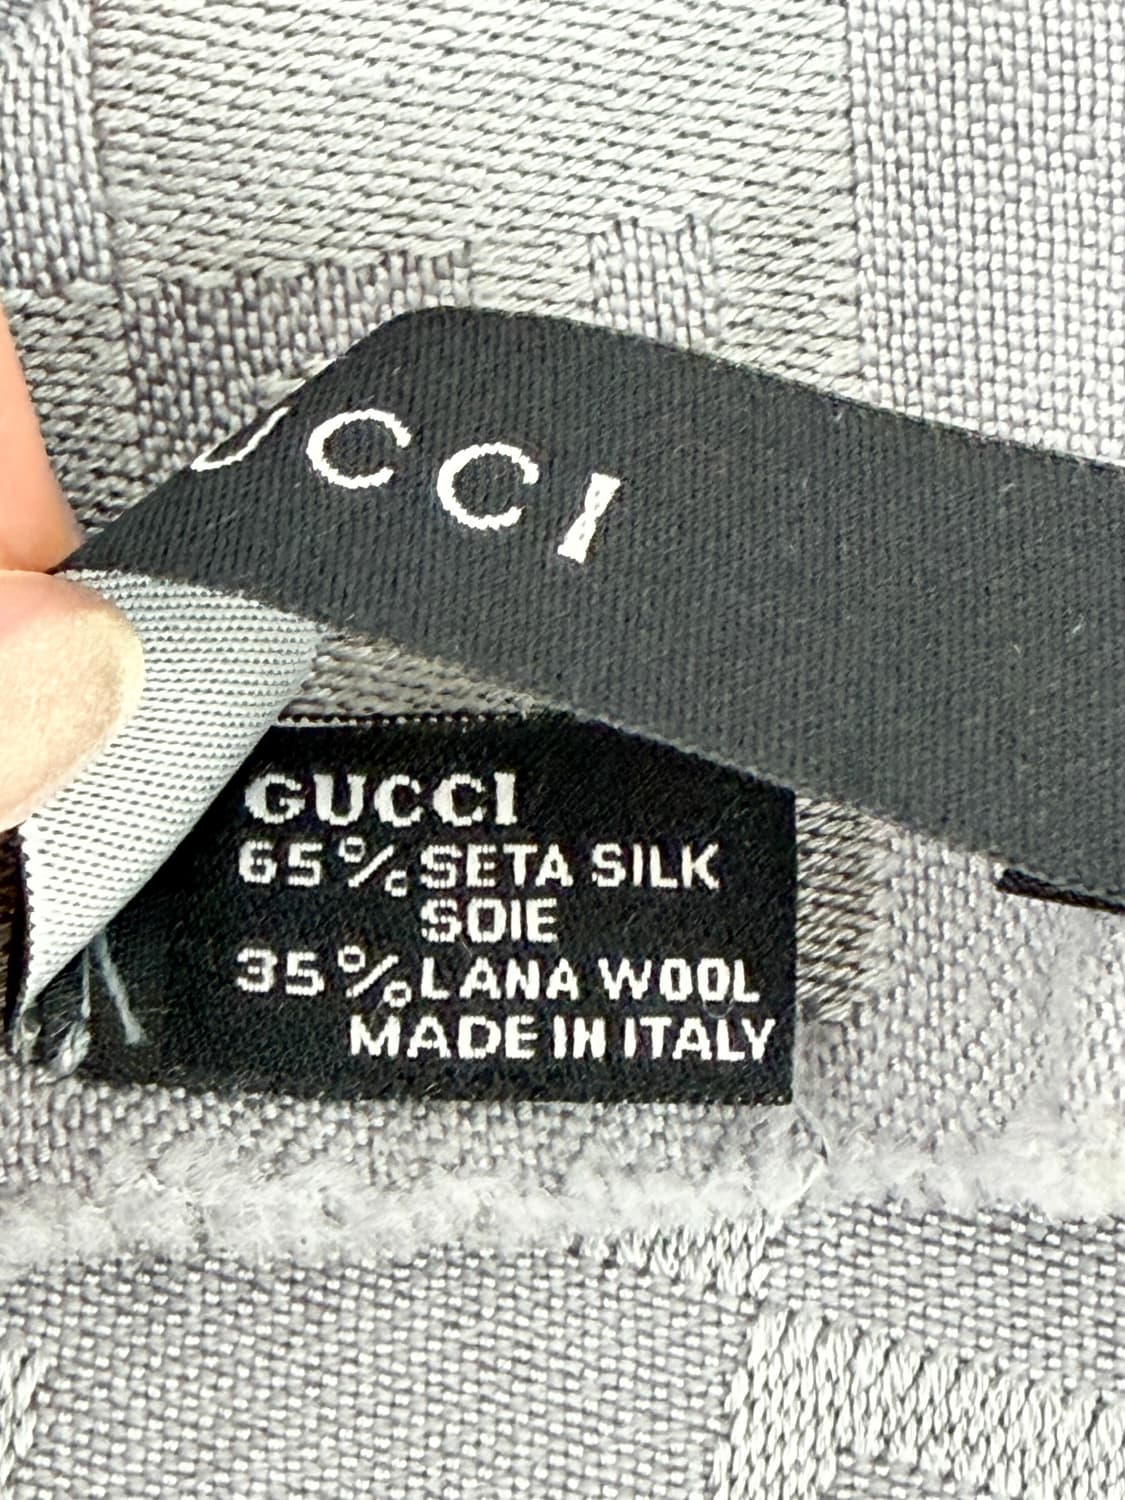 UCCI
GUCCI
65% SETA SILK
SOIE
35% LANA WOOL
MADE IN ITALY